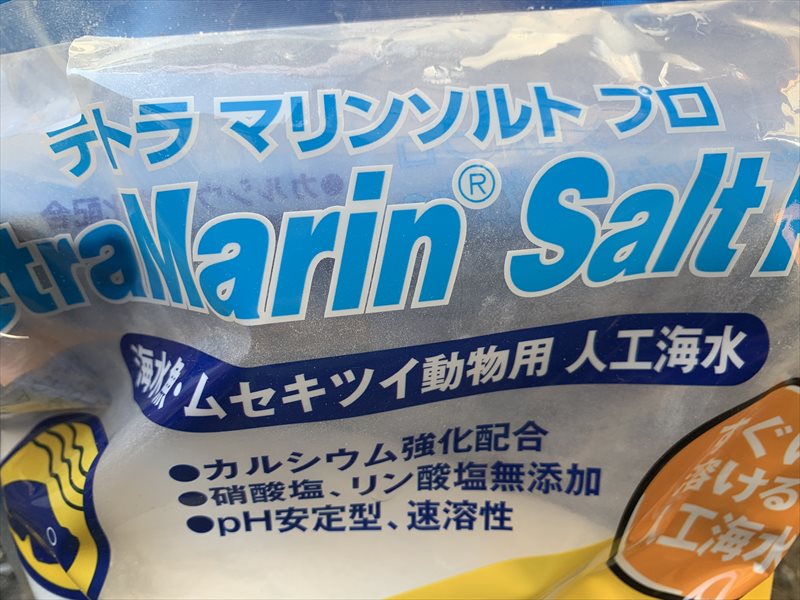 テトラ マリンソルト プロ
traMarin® Salt
海水魚・ムセキツイ動物用 人工海水
●カルシウム強化配合
●硝酸塩、リン酸塩無添加
●pH安定型、速溶性
すぐに
溶ける
工海水